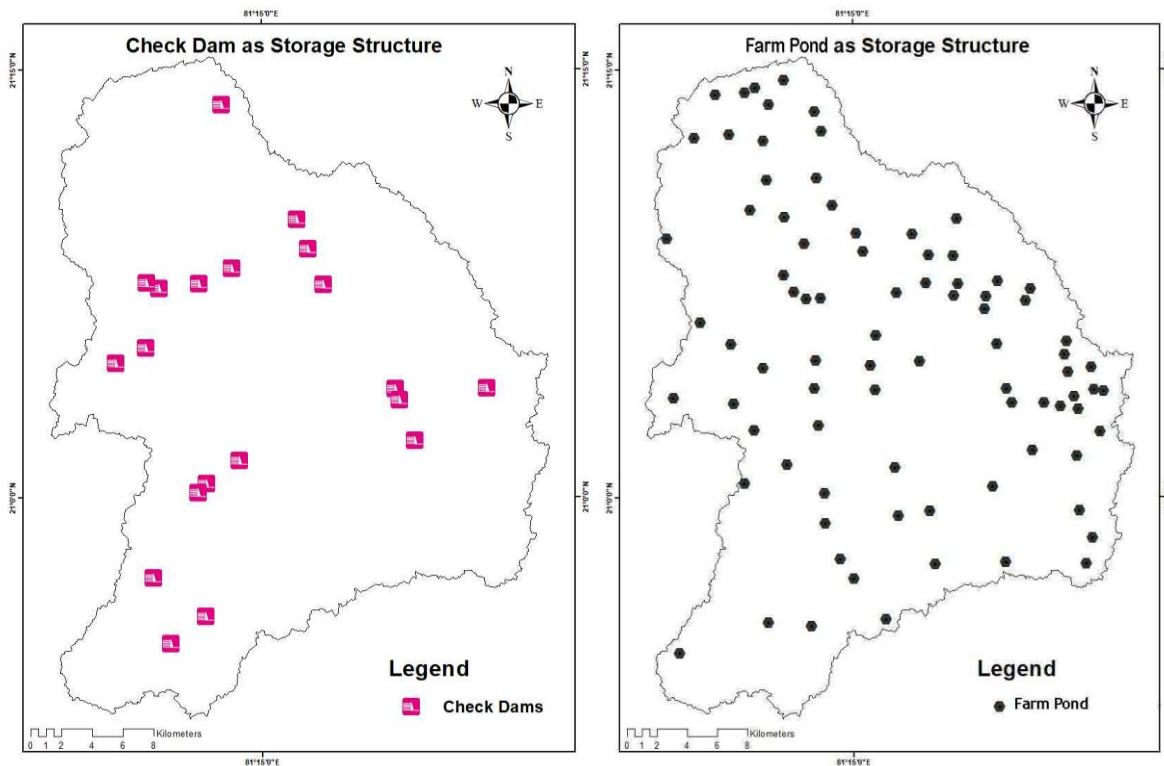 81°15'0"E
Check Dam as Storage Structure
21°15'0"N
N
W E
S
21°0'0"N
Legend
Check Dams
0 1 2 4 6 8 Kilometers
81°15'0"E
81°15'0"E
Farm Pond as Storage Structure
21°15'0"N
N
W E
S
21°0'0"N
Legend
Farm Pond
0 1 2 4 6 8 Kilometers
81°15'0"E